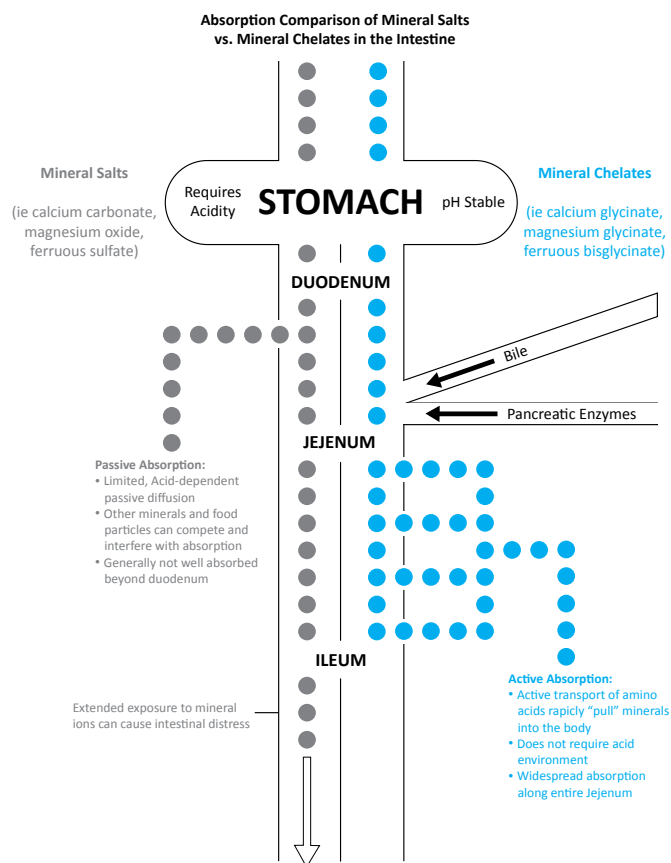 Absorption Comparison of Mineral Salts
vs. Mineral Chelates in the Intestine
Mineral Salts
(ie calcium carbonate,
magnesium oxide,
ferruous sulfate)
Requires
Acidity
STOMACH
pH Stable
Mineral Chelates
(ie calcium glycinate,
magnesium glycinate,
ferruous bisglycinate)
DUODENUM
Bile
Pancreatic Enzymes
JEJENUM
Passive Absorption:
• Limited, Acid-dependent
passive diffusion
• Other minerals and food
particles can compete and
interfere with absorption
• Generally not well absorbed
beyond duodenum
ILEUM
Extended exposure to mineral
ions can cause intestinal distress
Active Absorption:
• Active transport of amino
acids rapicly “pull” minerals
into the body
• Does not require acid
environment
• Widespread absorption
along entire Jejenum